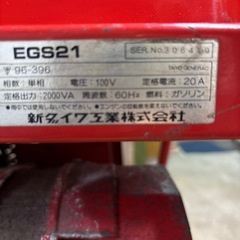 EGS21
SER.No.306480
〒96-396
相数：単相 電圧：100V 定格電流：20A
定格出力：2000VA 周波数：60Hz 燃料：ガソリン
新ダイワ工業株式会社